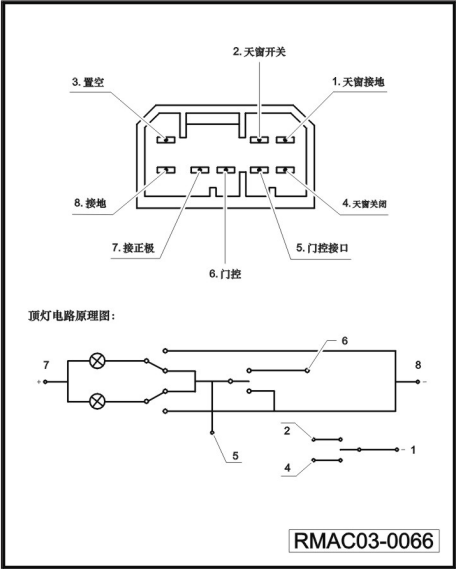 2. 天窗开关
3. 置空
1. 天窗接地
8. 接地
4. 天窗关闭
7. 接正极
5. 门控接口
6. 门控
顶灯电路原理图：
6
7
8
+
-
2
1
-
5
4
RMAC03-0066